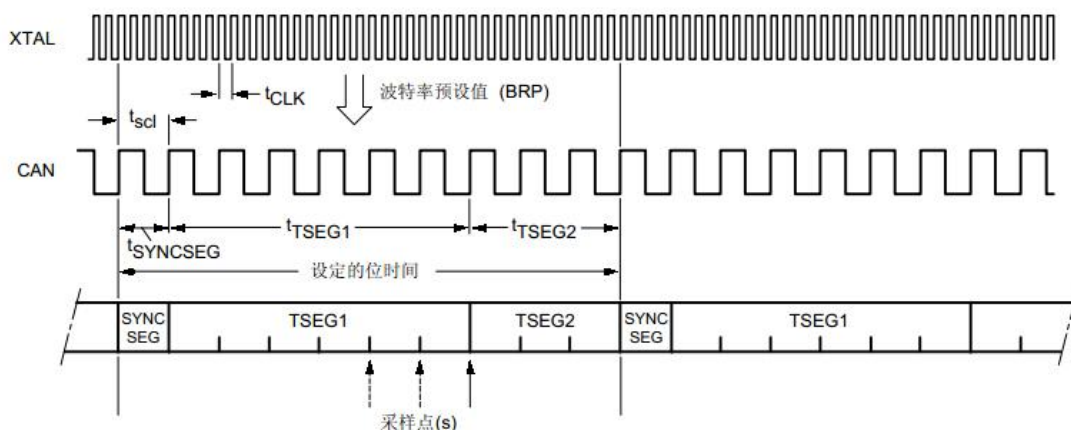 XTAL
tCLK
波特率预设值 (BRP)
tscl
CAN
tTSEG1
tTSEG2
tSYNCSEG
设定的位时间
SYNC
SEG
TSEG1
TSEG2
SYNC
SEG
TSEG1
采样点(s)